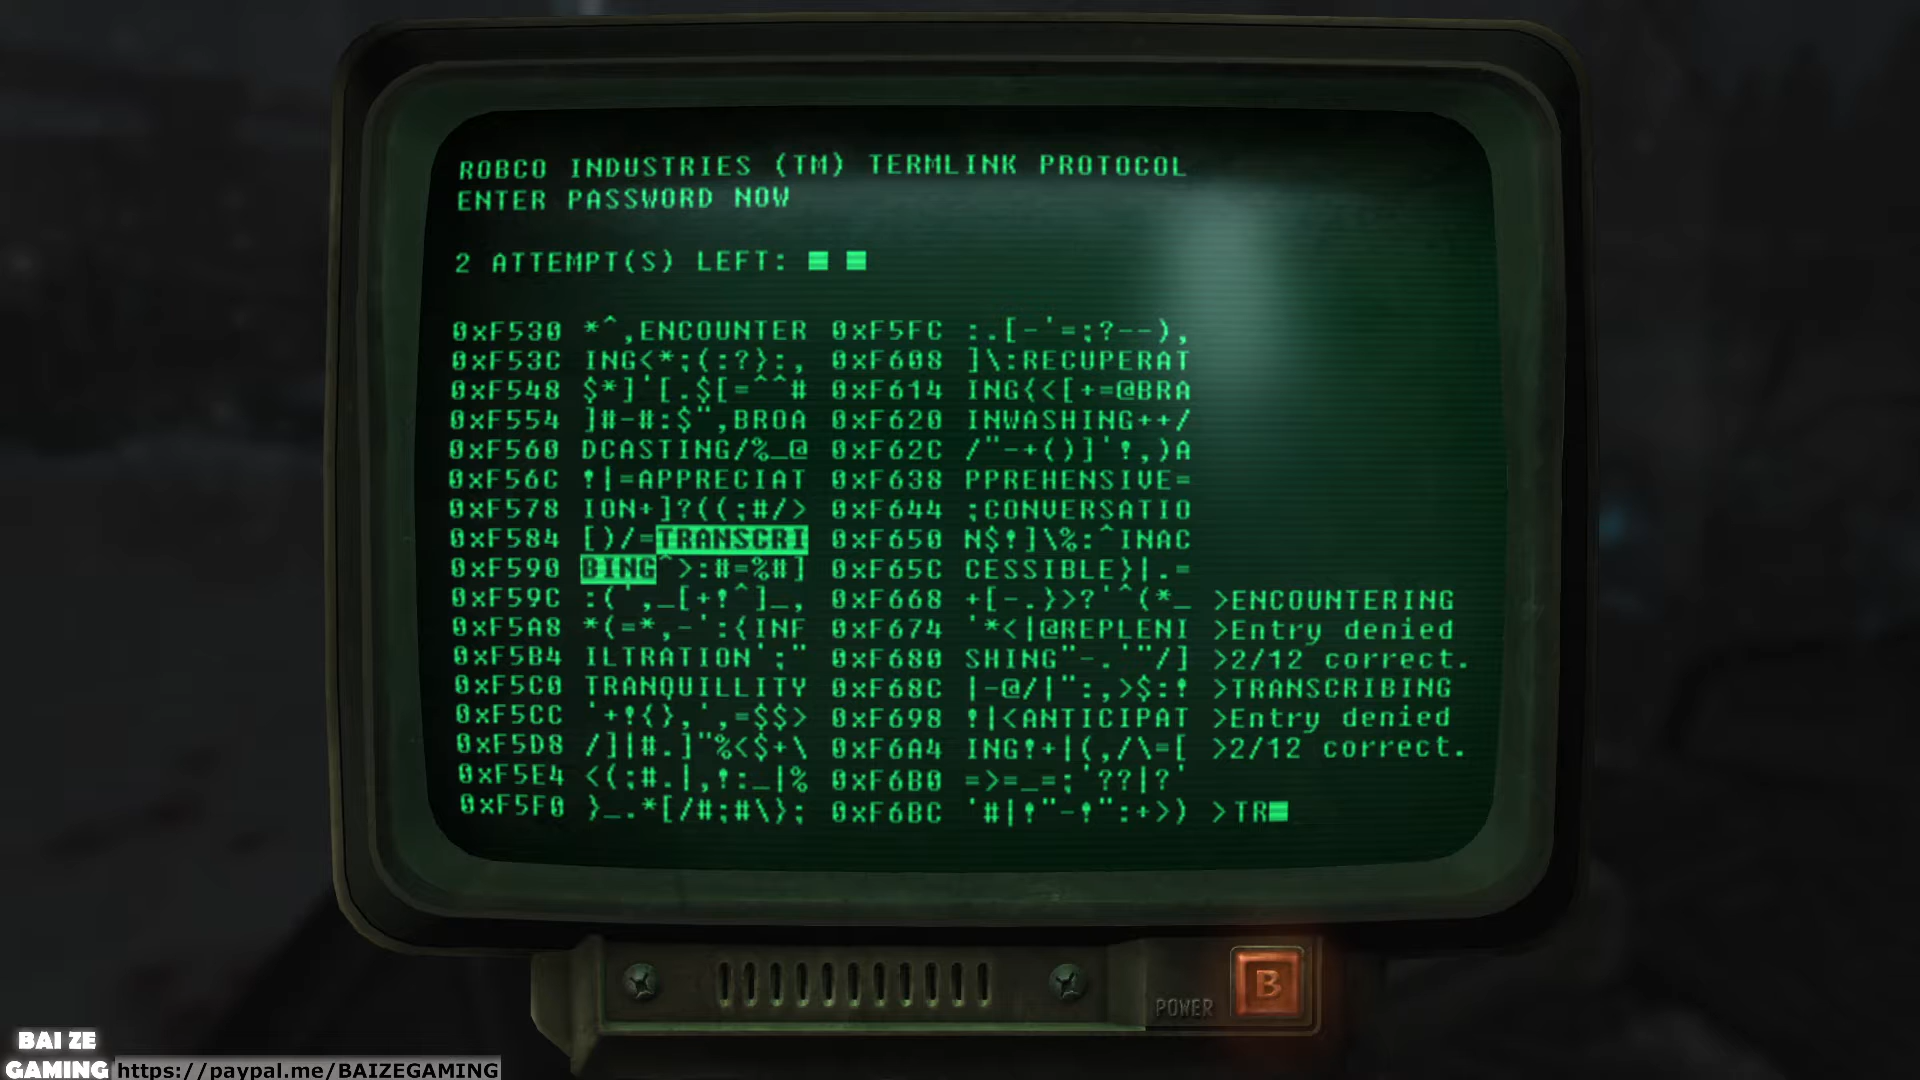 ROBCO INDUSTRIES (TM) TERMLINK PROTOCOL
ENTER PASSWORD NOW
2 ATTEMPT(S) LEFT:
0xF530 *^,ENCOUNTER 0xF5FC :.[-'=;?--),
0xF53C ING<*;(:?}:, 0xF608 ]\:RECUPERAT
0xF548 $*]'[.$[=^^# 0xF614 ING{<[+=@BRA
0xF554 ]#-#:$",BROA 0xF620 INWASHING++/
0xF560 DCASTING/%_@ 0xF62C /"-+()]'!,)A
0xF56C !|=APPRECIAT 0xF638 PPREHENSIVE=
0xF578 ION+]?((;#/> 0xF644 ;CONVERSATIO
0xF584 [)/=TRANSCRI 0xF650 N$!]\%:^INAC
0xF590 BING^>:#=%#] 0xF65C CESSIBLE}|.=
0xF59C :(',_[+!^]_, 0xF668 +[-.}>?'^(*_ >ENCOUNTERING
0xF5A8 *(=*,-':{INF 0xF674 '*<|@REPLENI >Entry denied
0xF5B4 ILTRATION';" 0xF680 SHING"-.'"/] >2/12 correct.
0xF5C0 TRANQUILLITY 0xF68C |-@/|":,>$:! >TRANSCRIBING
0xF5CC '+!{},',=$$> 0xF698 !|<ANTICIPAT >Entry denied
0xF5D8 /]|#.]"%<$+\ 0xF6A4 ING!+|(,/\=[ >2/12 correct.
0xF5E4 <(;#.|,!:_|% 0xF6B0 =>=_=;'??|?'
0xF5F0 }_.*[/#;#\}; 0xF6BC '#|!"-!":+>) >TR
POWER B
BAI ZE
GAMING https://paypal.me/BAIZEGAMING